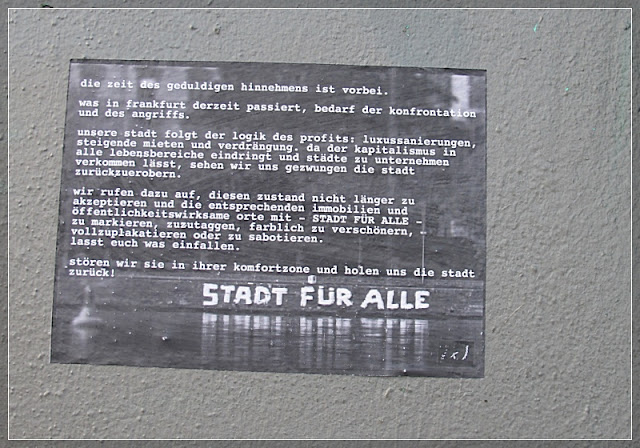 die zeit des geduldigen hinnehmens ist vorbei.
was in frankfurt derzeit passiert, bedarf der konfrontation
und des angriffs.
unsere stadt folgt der logik des profits: luxussanierungen,
steigende mieten und verdrängung. da der kapitalismus in
alle lebensbereiche eindringt und städte zu unternehmen
verkommen lässt, sehen wir uns gezwungen die stadt
zurückzuerobern.
wir rufen dazu auf, diesen zustand nicht länger zu
akzeptieren und die entsprechenden immobilien und
öffentlichkeitswirksame orte mit – STADT FÜR ALLE –
zu markieren, zuzutaggen, farblich zu verschönern,
vollzuplakatieren oder zu sabotieren.
lasst euch was einfallen.
stören wir sie in ihrer komfortzone und holen uns die stadt
zurück!
STADT FÜR ALLE